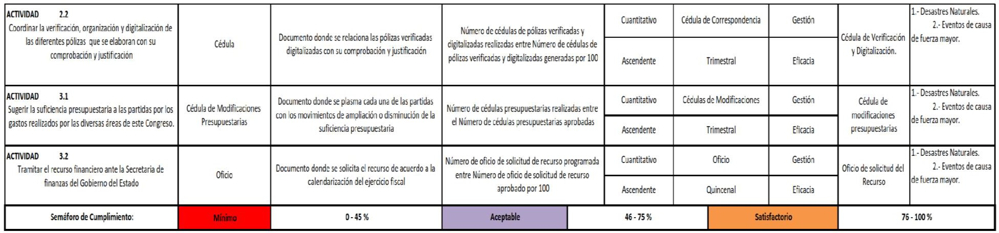 ACTIVIDAD 2.2
Coordinar la verificación, organización y digitalización de
las diferentes pólizas que se elaboran con su
comprobación y justificación
Cédula
Documento donde se relaciona las pólizas verificadas
digitalizadas con su comprobación y justificación
Número de cédulas de pólizas verificadas y
digitalizadas realizadas entre Número de cédulas de
pólizas verificadas y digitalizadas generadas por 100
Cuantitativo
Cédula de Correspondencia
Gestión
Ascendente
Trimestral
Eficacia
Cédula de Verificación
y Digitalización.
1.- Desastres Naturales.
2.- Eventos de causa
de fuerza mayor.
ACTIVIDAD 3.1
Sugerir la suficiencia presupuestaria a las partidas por los
gastos realizados por las diversas áreas de este Congreso.
Cédula de Modificaciones
Presupuestarias
Documento donde se plasma cada una de las partidas
con los movimientos de ampliación o disminución de la
suficiencia presupuestaria
Número de cédulas presupuestarias realizadas entre
el Número de cédulas presupuestarias aprobadas
Cuantitativo
Cédulas de Modificaciones
Gestión
Ascendente
Trimestral
Eficacia
Cédula de
modificaciones
presupuestarias
1.- Desastres Naturales.
2.- Eventos de causa
de fuerza mayor.
ACTIVIDAD 3.2
Tramitar el recurso financiero ante la Secretaria de
finanzas del Gobierno del Estado
Oficio
Documento donde se solicita el recurso de acuerdo a la
calendarización del ejercicio fiscal
Número de oficio de solicitud de recurso programada
entre Número de oficio de solicitud de recurso
aprobado por 100
Cuantitativo
Oficio
Gestión
Ascendente
Quincenal
Eficacia
Oficio de solicitud del
Recurso
1.- Desastres Naturales.
2.- Eventos de causa
de fuerza mayor.
Semáforo de Cumplimiento:
Mínimo
0 - 45 %
Aceptable
46 - 75 %
Satisfactorio
76 - 100 %